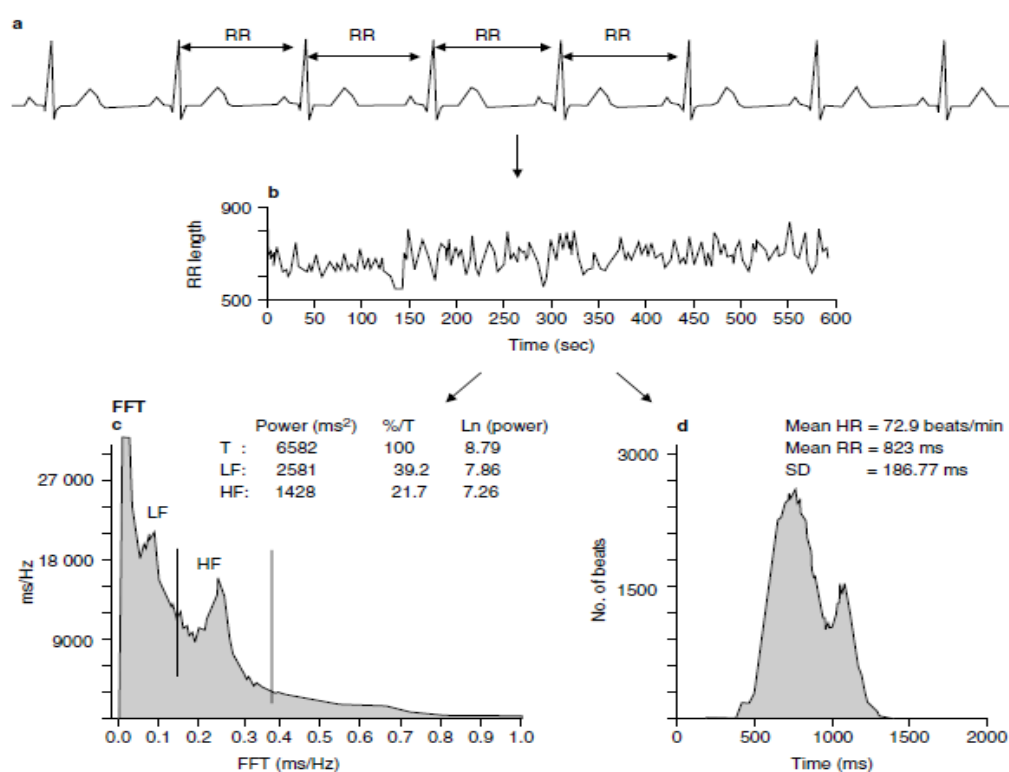 a
RR RR RR RR
b
900
RR length
500
0 50 100 150 200 250 300 350 400 450 500 550 600
Time (sec)
FFT
c
Power (ms²) %/T Ln (power)
T : 6582 100 8.79
LF: 2581 39.2 7.86
HF: 1428 21.7 7.26
27 000
LF
18 000
HF
ms/Hz
9000
0.0 0.1 0.2 0.3 0.4 0.5 0.6 0.7 0.8 0.9 1.0
FFT (ms/Hz)
d
Mean HR = 72.9 beats/min
Mean RR = 823 ms
SD = 186.77 ms
3000
No. of beats
1500
0 500 1000 1500 2000
Time (ms)